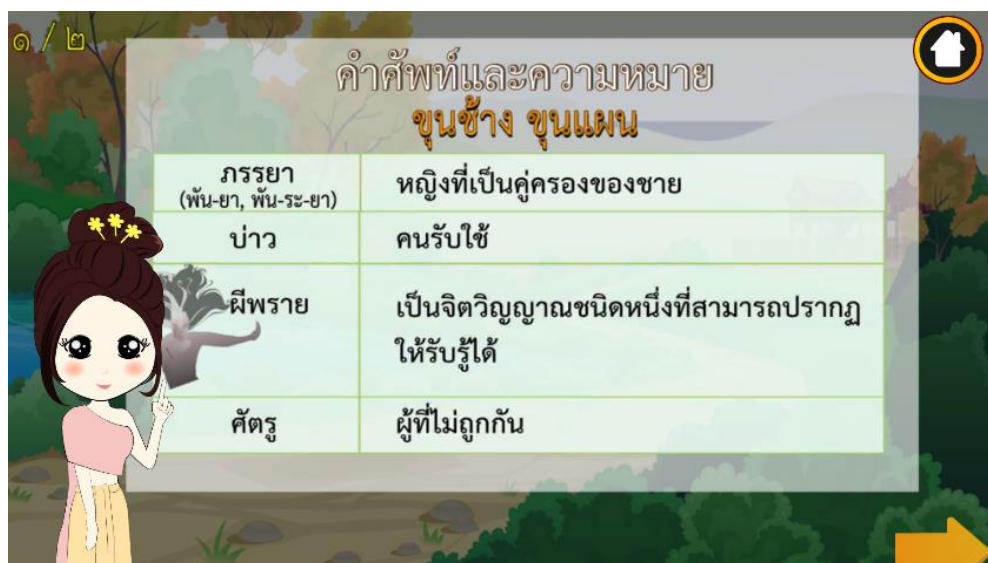 ๑ / ๒
คำศัพท์และความหมาย
ขุนช้าง ขุนแผน
ภรรยา
(พัน-ยา, พัน-ระ-ยา)
หญิงที่เป็นคู่ครองของชาย
บ่าว
คนรับใช้
ผีพราย
เป็นจิตวิญญาณชนิดหนึ่งที่สามารถปรากฏ
ให้รับรู้ได้
ศัตรู
ผู้ที่ไม่ถูกกัน